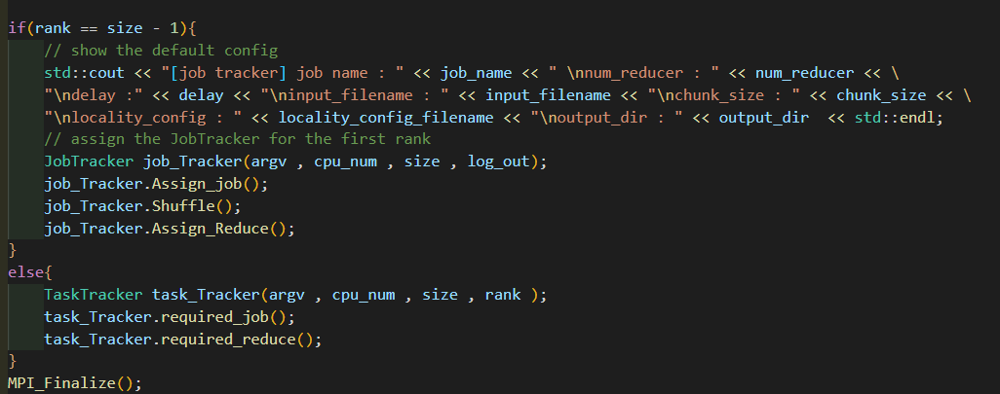 if(rank == size - 1){
    // show the default config
    std::cout << "[job tracker] job name : " << job_name << " \nnum_reducer : " << num_reducer << \
    "\ndelay :" << delay << "\ninput_filename : " << input_filename << "\nchunk_size : " << chunk_size << \
    "\nlocality_config : " << locality_config_filename << "\noutput_dir : " << output_dir  << std::endl;
    // assign the JobTracker for the first rank
    JobTracker job_Tracker(argv , cpu_num , size , log_out);
    job_Tracker.Assign_job();
    job_Tracker.Shuffle();
    job_Tracker.Assign_Reduce();
}
else{
    TaskTracker task_Tracker(argv , cpu_num , size , rank );
    task_Tracker.required_job();
    task_Tracker.required_reduce();
}
MPI_Finalize();